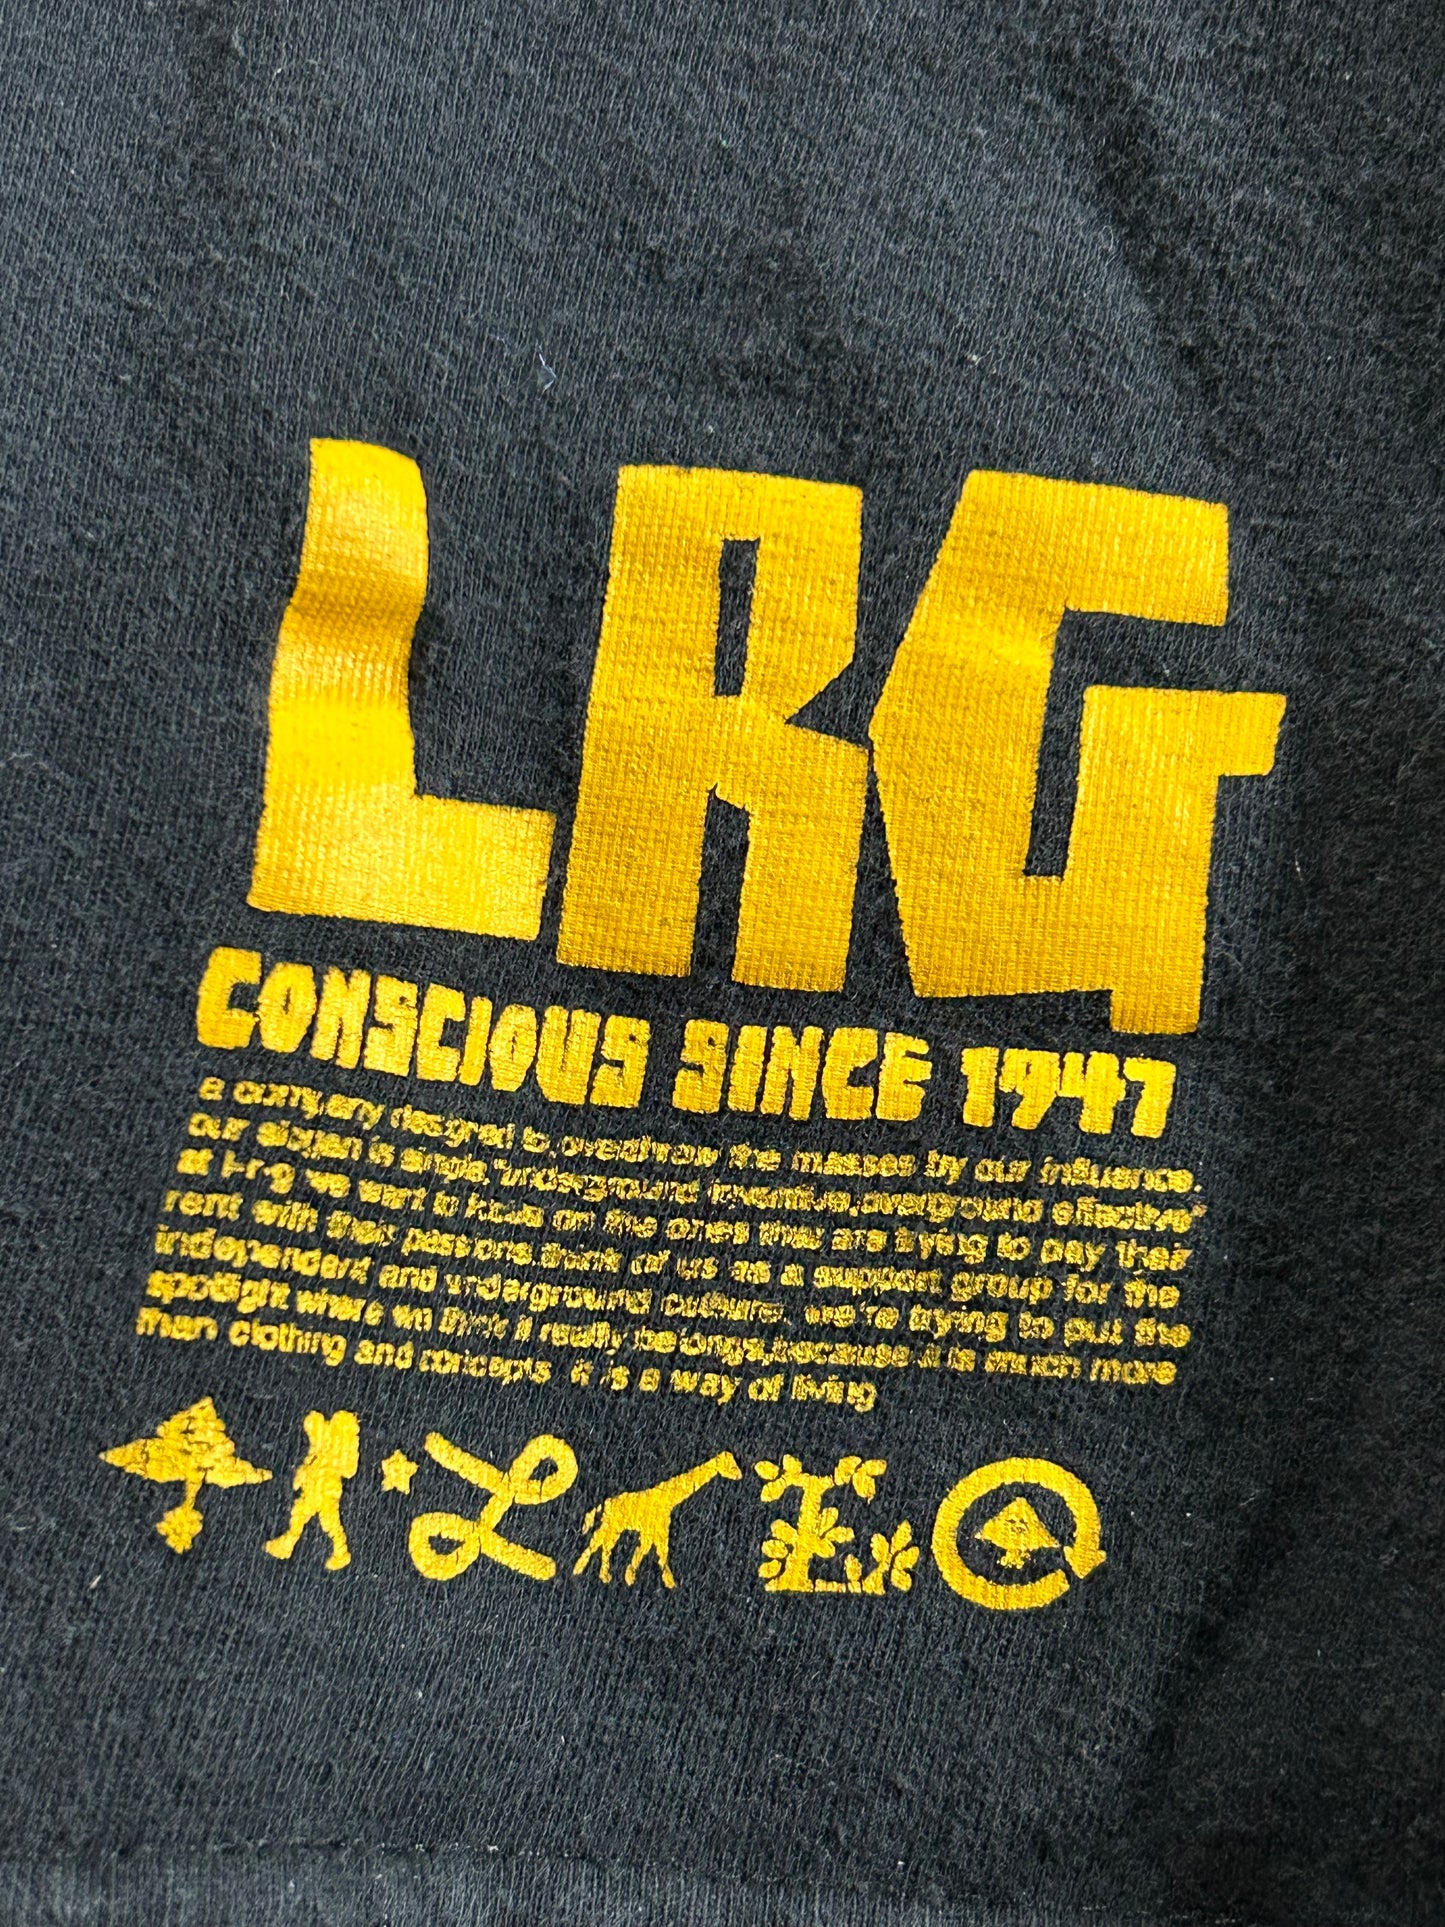 LRG
CONSCIOUS SINCE 1947
a company designed to, overthrow the masses by our influence.
our slogan is simple, "underground inventive, overground effective"
at l-r-g we want to focus on the ones that are trying to pay their
rent with their passions. think of us as a support group for the
independent and underground culture. we're trying to put the
spotlight where we think it really belongs, because it is much more
than clothing and concepts it is a way of living